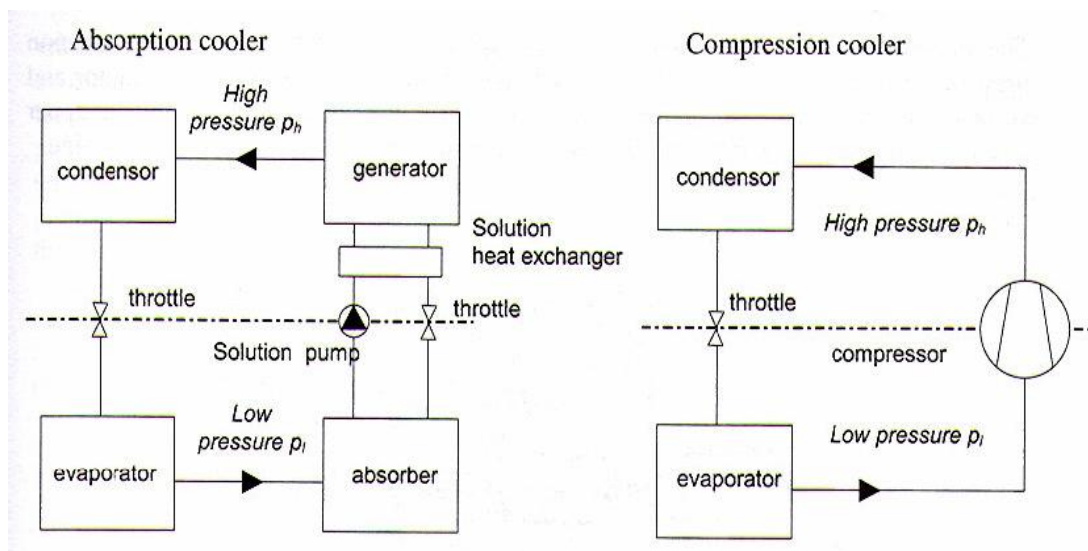 Absorption cooler
High
pressure pₕ
condensor
generator
Solution
heat exchanger
throttle
throttle
Solution pump
Low
pressure pₗ
evaporator
absorber
Compression cooler
condensor
High pressure pₕ
throttle
compressor
Low pressure pₗ
evaporator